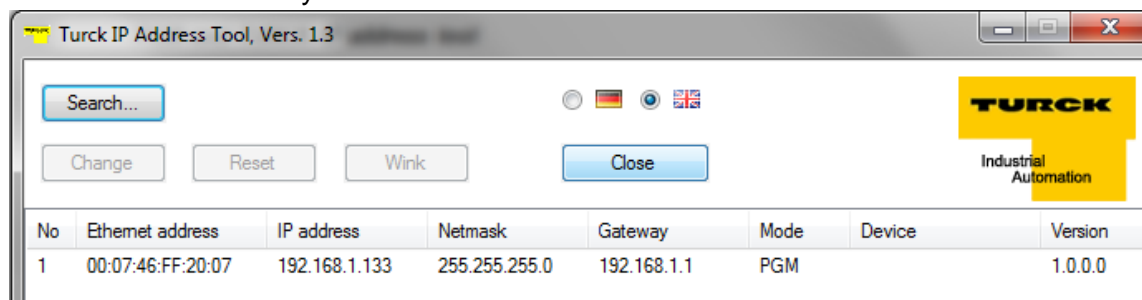 Turck IP Address Tool, Vers. 1.3
Search...
TURCK
Change Reset Wink Close
Industrial
Automation
No Ethernet address IP address Netmask Gateway Mode Device Version
1 00:07:46:FF:20:07 192.168.1.133 255.255.255.0 192.168.1.1 PGM 1.0.0.0